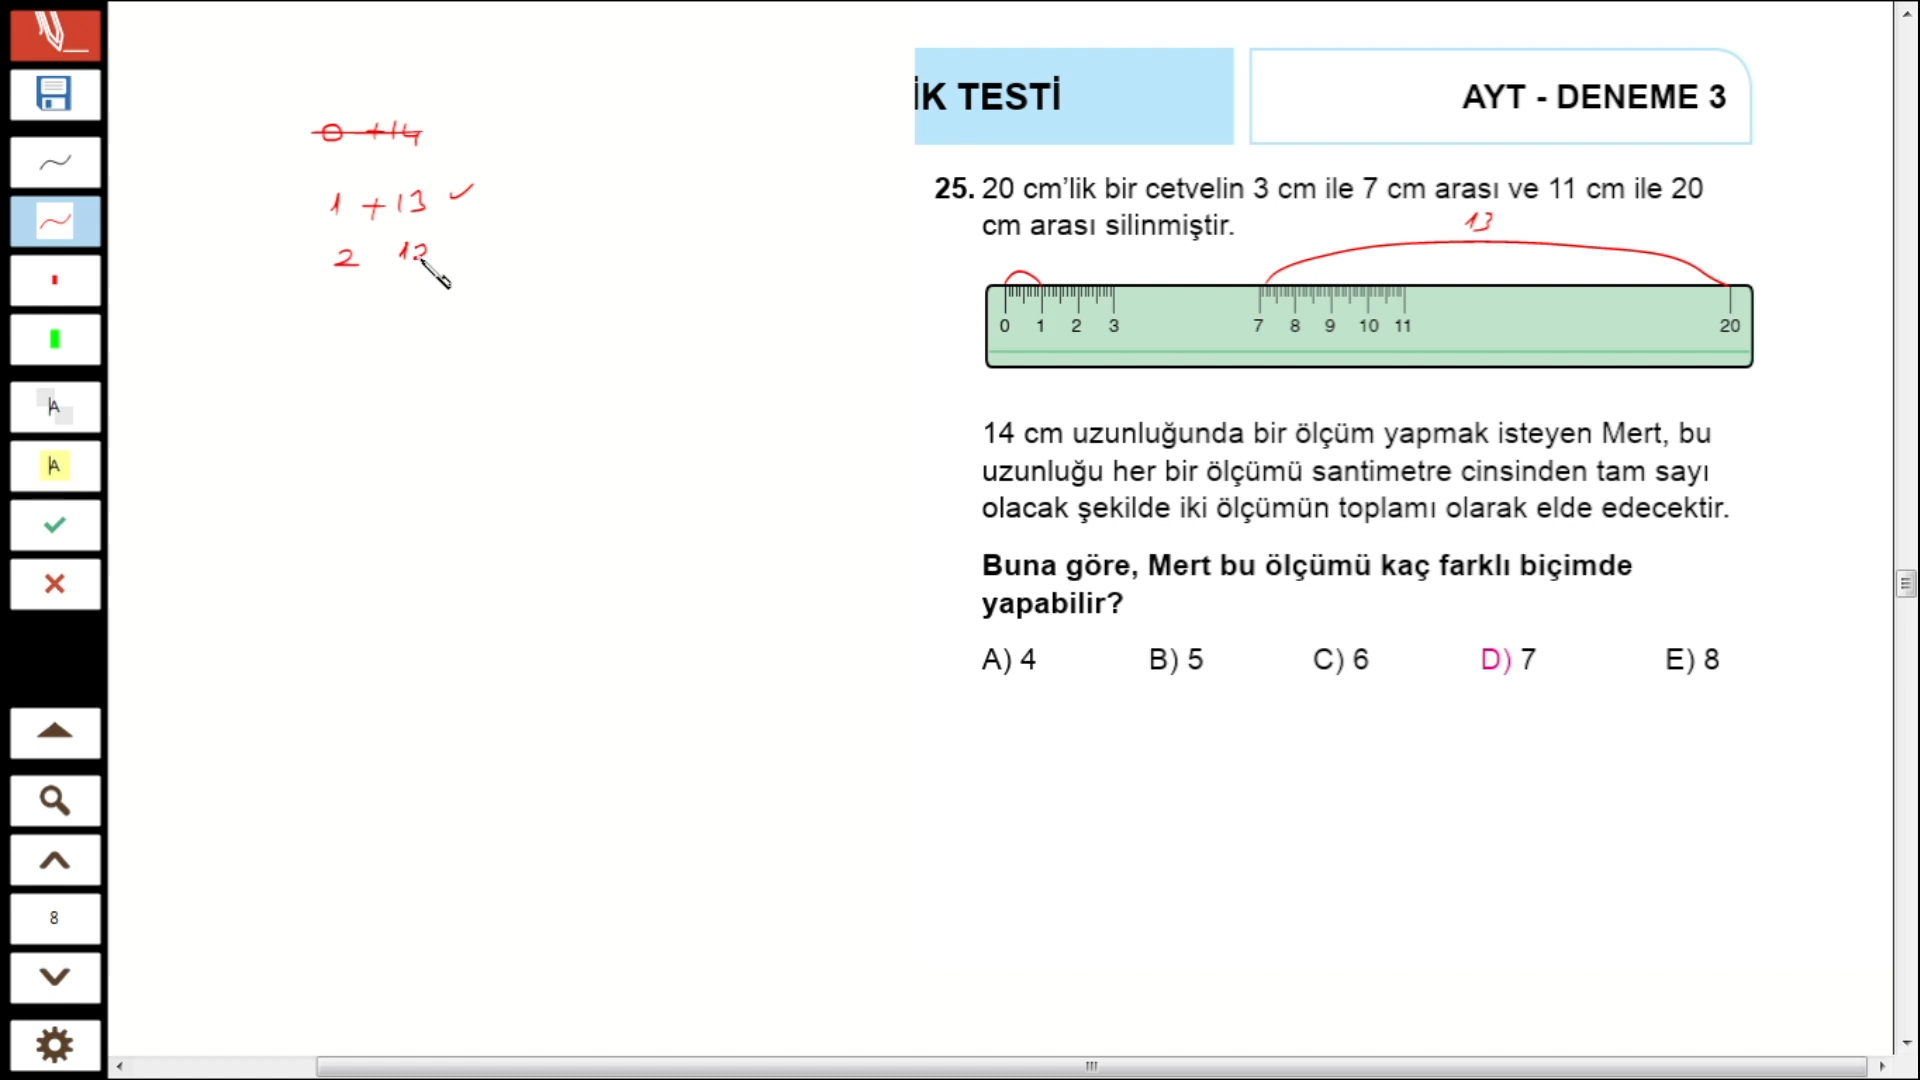 İK TESTİ
AYT - DENEME 3
0 +14
1 +13 ✓
2 12
25. 20 cm’lik bir cetvelin 3 cm ile 7 cm arası ve 11 cm ile 20
cm arası silinmiştir.
13
0 1 2 3 7 8 9 10 11 20
14 cm uzunluğunda bir ölçüm yapmak isteyen Mert, bu
uzunluğu her bir ölçümü santimetre cinsinden tam sayı
olacak şekilde iki ölçümün toplamı olarak elde edecektir.
Buna göre, Mert bu ölçümü kaç farklı biçimde
yapabilir?
A) 4 B) 5 C) 6 D) 7 E) 8
A
A
8